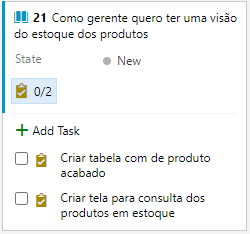 21 Como gerente quero ter uma visão
do estoque dos produtos
State
New
0/2
Add Task
Criar tabela com de produto
acabado
Criar tela para consulta dos
produtos em estoque